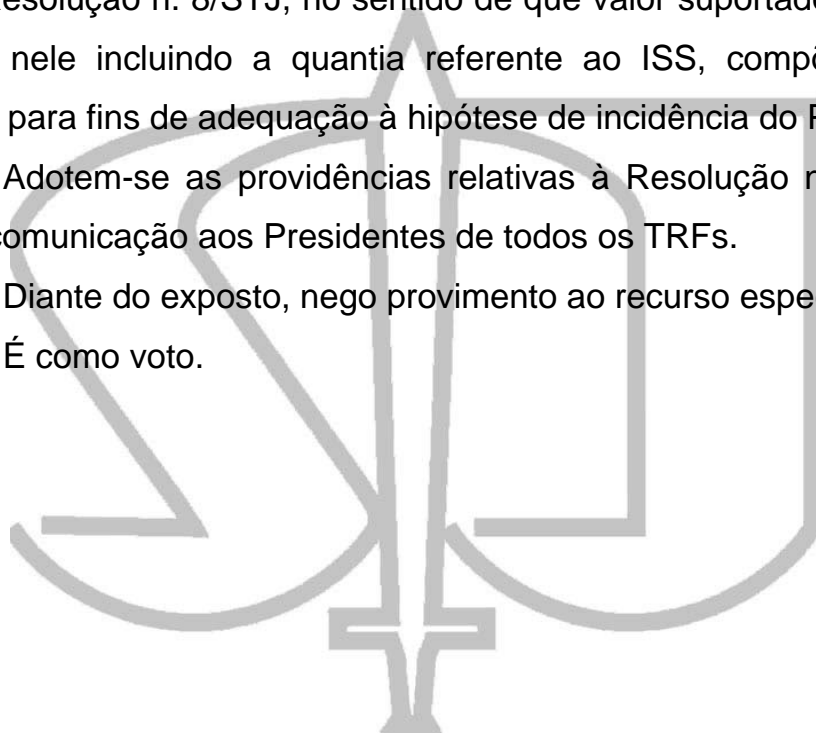 Resolução n. 8/STJ, no sentido de que valor suportado
nele incluindo a quantia referente ao ISS,
para fins de adequação à hipótese de incidência do
Adotem-se as providências relativas à Resolução
comunicação aos Presidentes de todos os TRFs.
Diante do exposto, nego provimento ao recurso
É como voto.